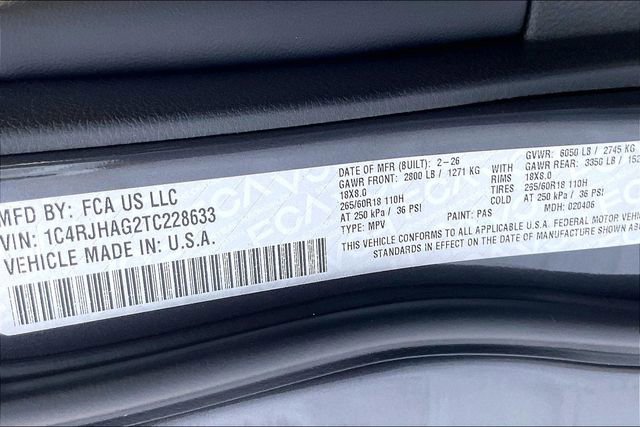 MFD BY: FCA US LLC
VIN: 1C4RJHAG2TC228633
VEHICLE MADE IN: U.S.A.
DATE OF MFR (BUILT): 2-26 GVWR: 6050 LB / 2745 KG
GAWR FRONT: 2800 LB / 1271 KG WITH GAWR REAR: 3350 LB /
18X8.0 RIMS 18X8.0
265/60R18 110H TIRES 265/60R18 110H
AT 250 kPa / 36 PSI COLD AT 250 kPa / 36 PSI
TYPE: MPV PAINT: PAS MDH: 020406
VEHICLE CONFORMS TO ALL APPLICABLE U.S.A. FEDERAL MOTOR
STANDARDS IN EFFECT ON THE DATE OF MANUFACTURE SHOWN